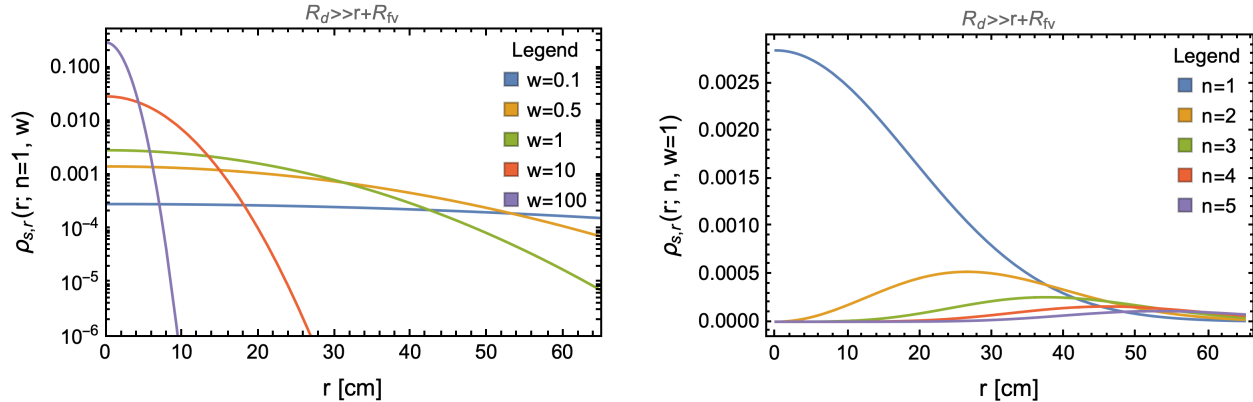 R_d>>r+R_fv
Legend
w=0.1
w=0.5
w=1
w=10
w=100
0.100
0.010
0.001
10⁻⁴
10⁻⁵
10⁻⁶
ρ_s,r(r; n=1, w)
0 10 20 30 40 50 60
r [cm]
R_d>>r+R_fv
Legend
n=1
n=2
n=3
n=4
n=5
0.0025
0.0020
0.0015
0.0010
0.0005
0.0000
ρ_s,r(r; n, w=1)
0 10 20 30 40 50 60
r [cm]